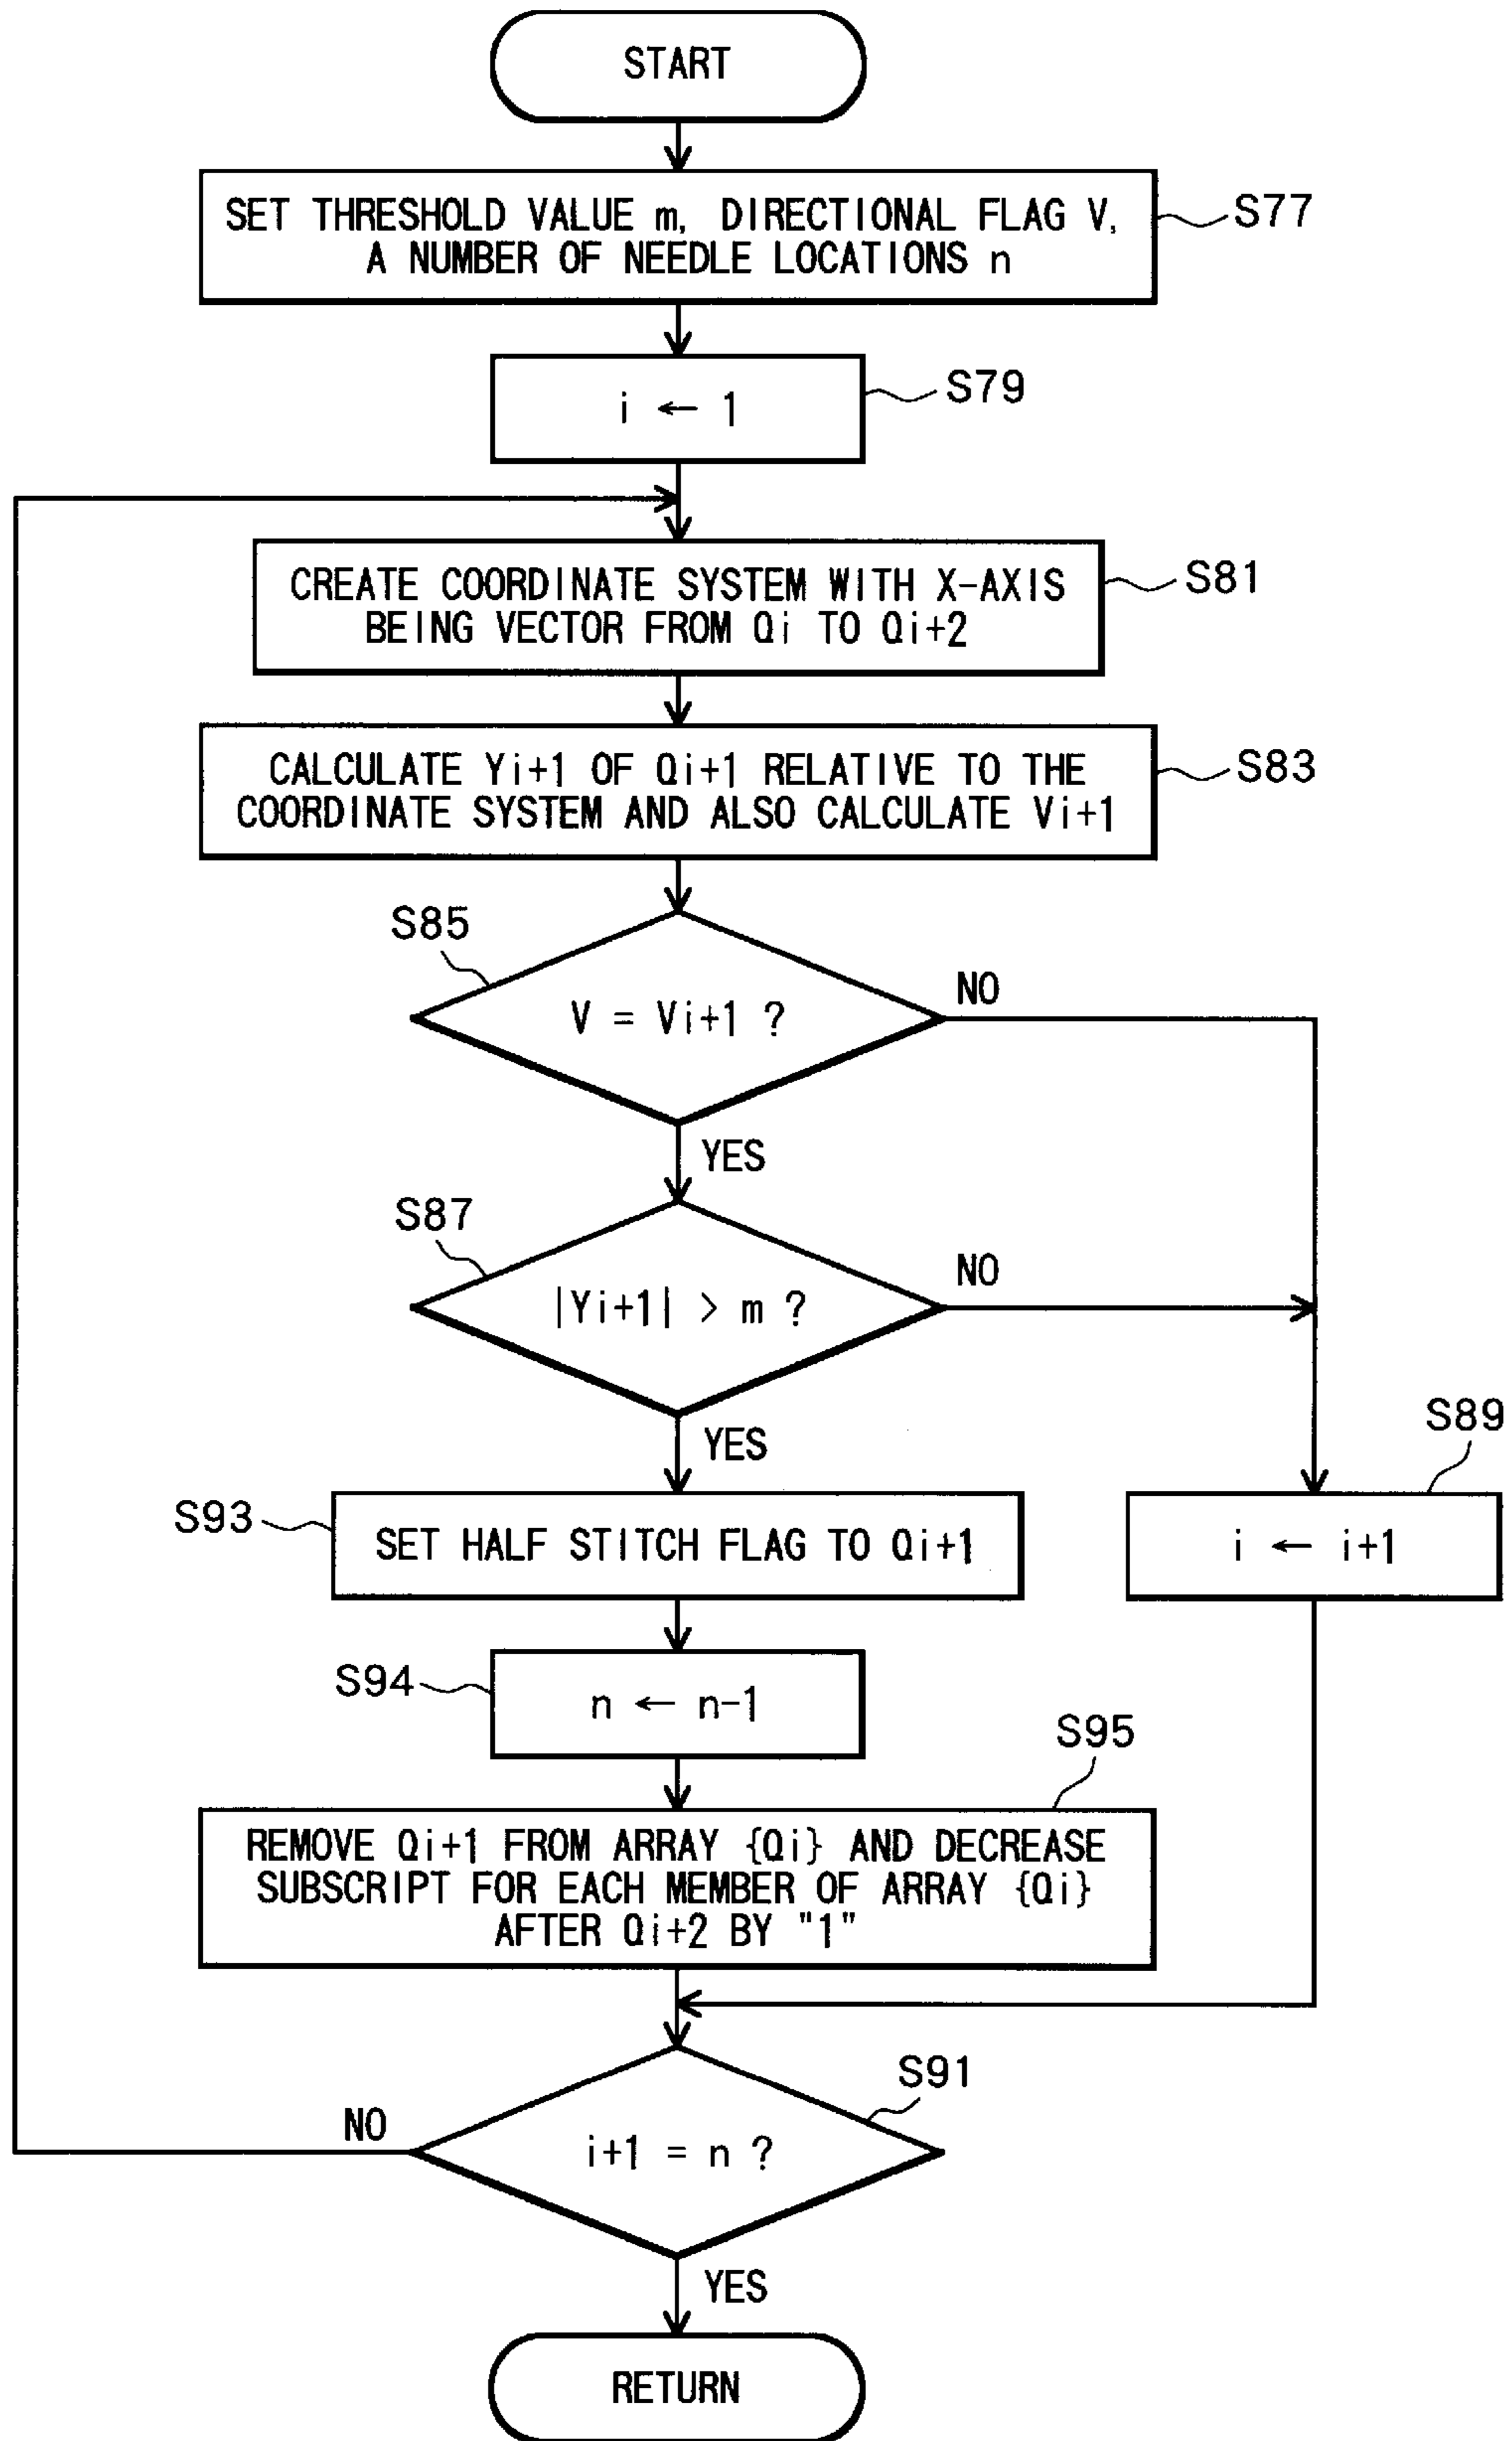 START
SET THRESHOLD VALUE m, DIRECTIONAL FLAG V,
A NUMBER OF NEEDLE LOCATIONS n
S77
i ← 1
S79
CREATE COORDINATE SYSTEM WITH X-AXIS
BEING VECTOR FROM Qi TO Qi+2
S81
CALCULATE Yi+1 OF Qi+1 RELATIVE TO THE
COORDINATE SYSTEM AND ALSO CALCULATE Vi+1
S83
S85
V = Vi+1 ?
NO
YES
S87
|Yi+1| > m ?
NO
YES
S93
SET HALF STITCH FLAG TO Qi+1
S89
i ← i+1
S94
n ← n-1
S95
REMOVE Qi+1 FROM ARRAY {Qi} AND DECREASE
SUBSCRIPT FOR EACH MEMBER OF ARRAY {Qi}
AFTER Qi+2 BY "1"
S91
i+1 = n ?
NO
YES
RETURN